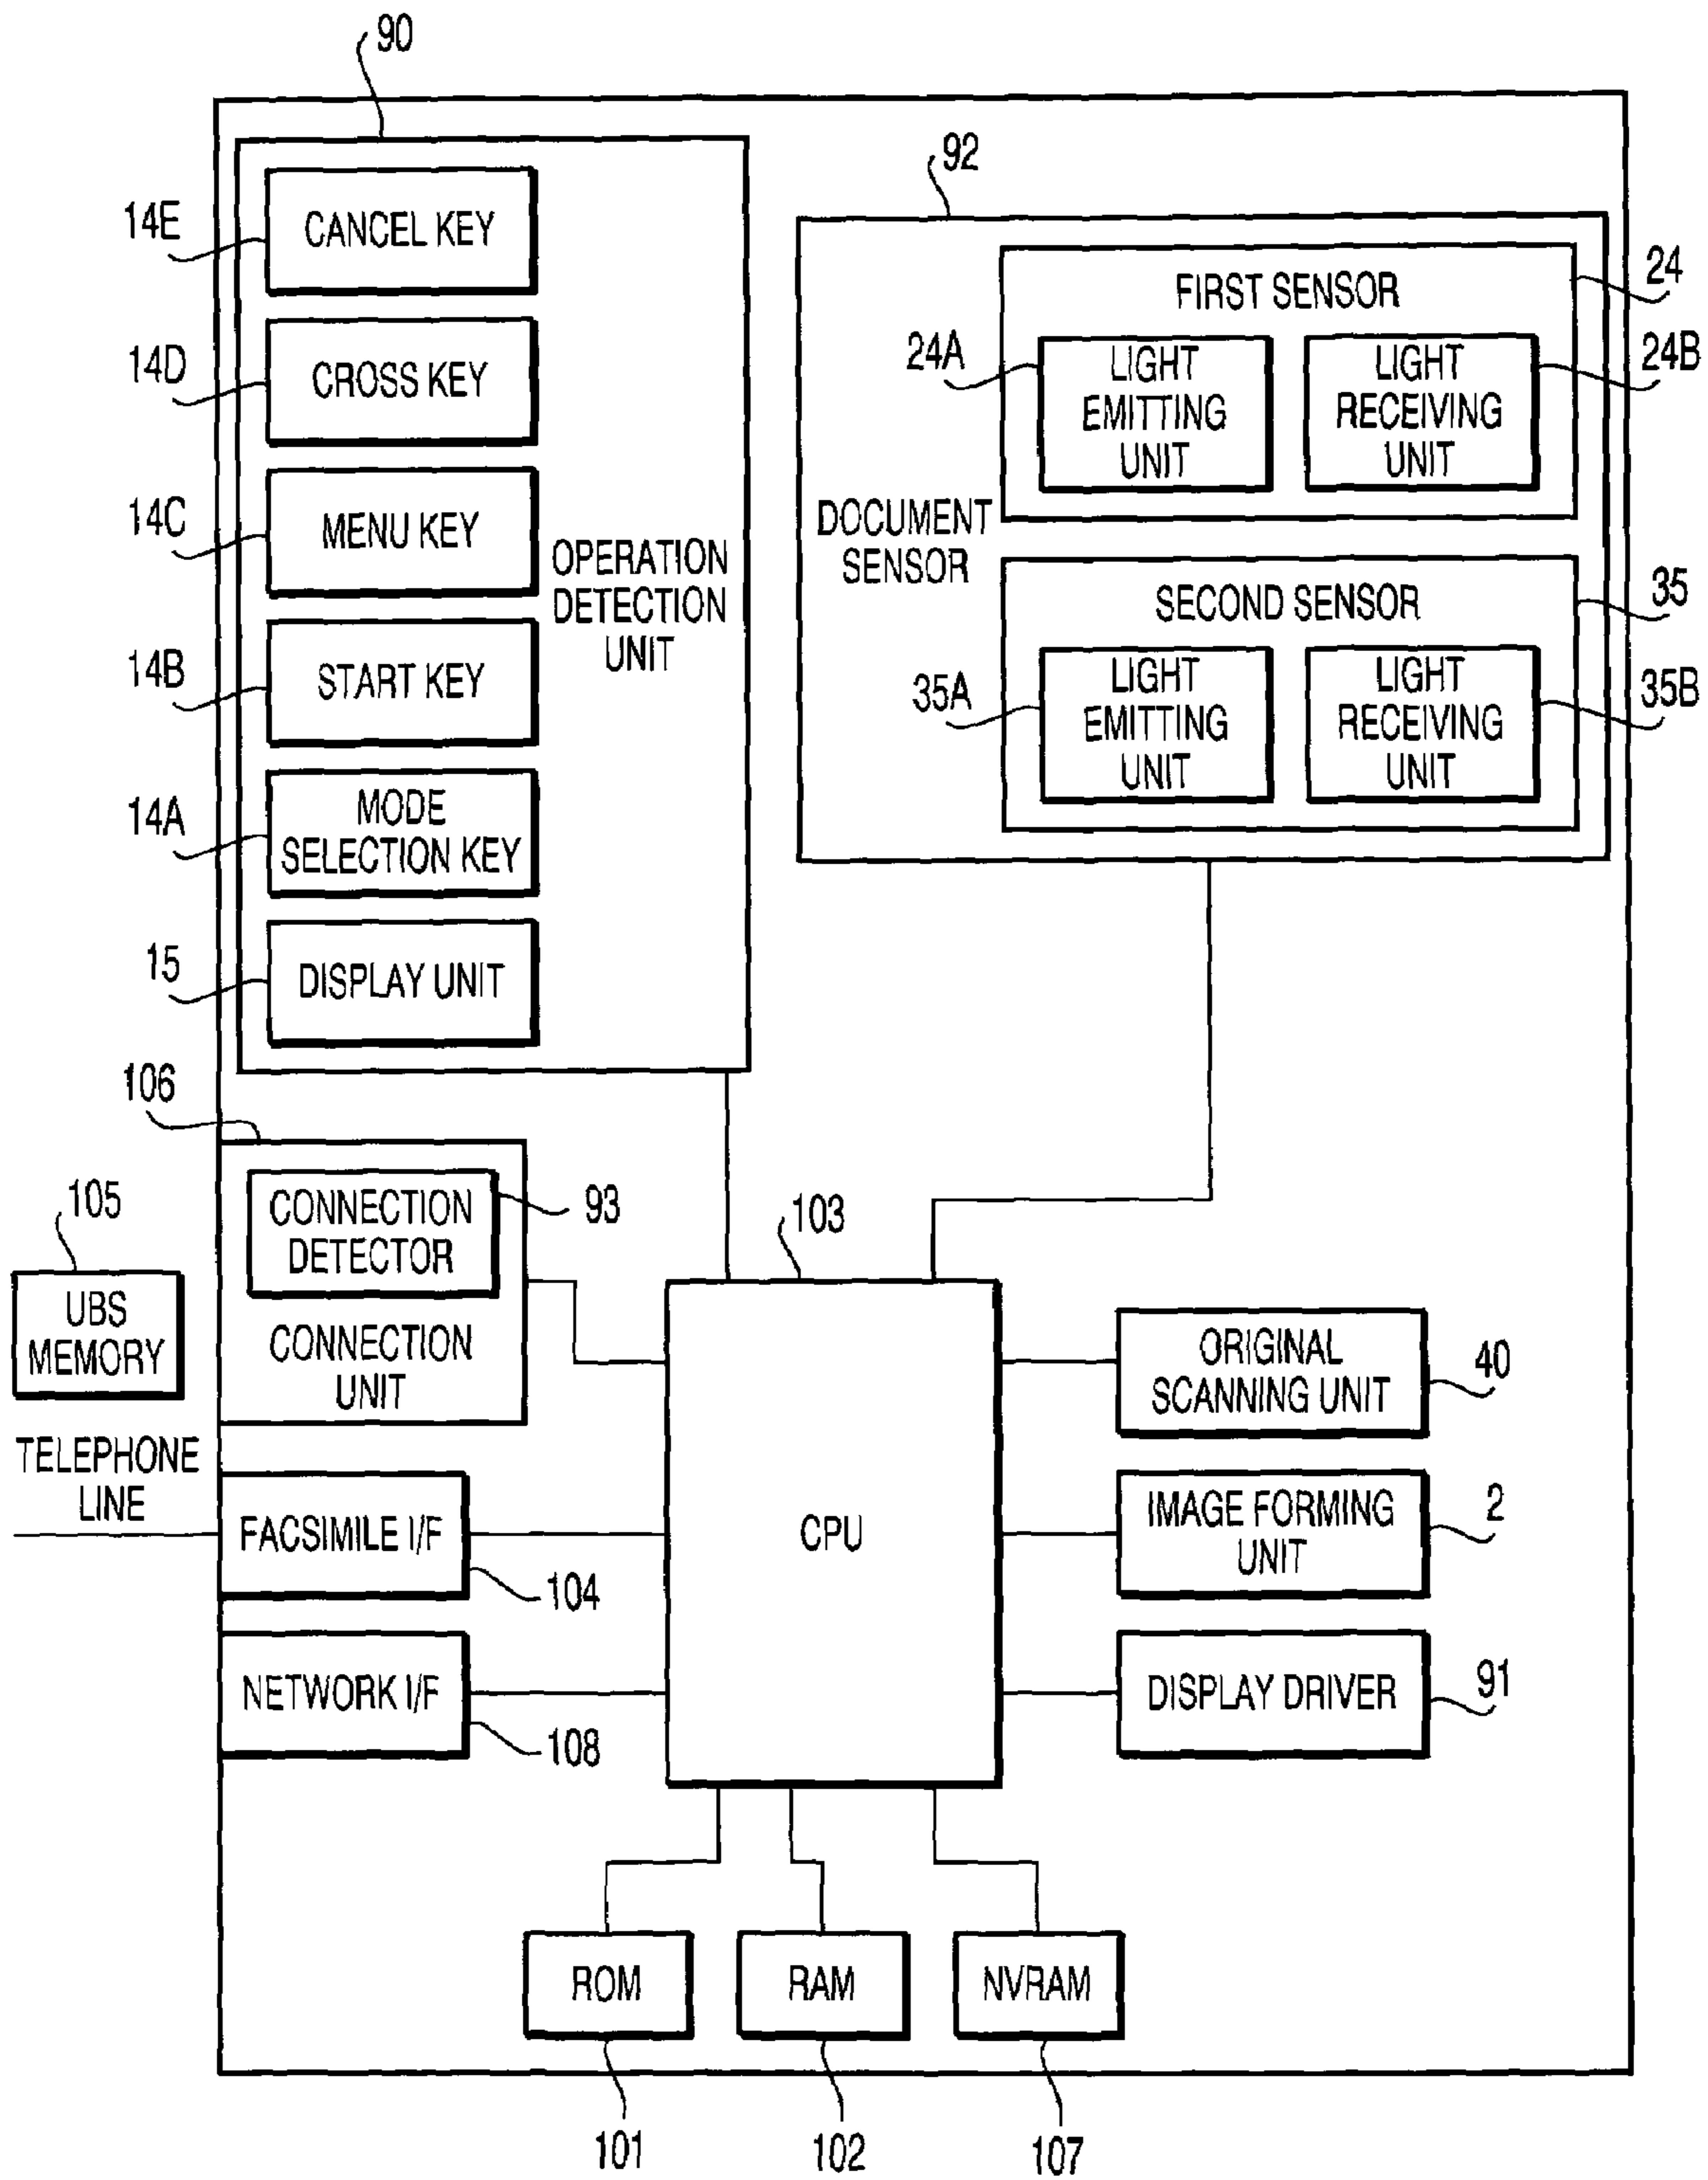 90
92
14E
CANCEL KEY
24
FIRST SENSOR
14D
CROSS KEY
24A
LIGHT
EMITTING
UNIT
LIGHT
RECEIVING
UNIT
24B
14C
MENU KEY
OPERATION
DETECTION
UNIT
DOCUMENT
SENSOR
35
SECOND SENSOR
14B
START KEY
35A
LIGHT
EMITTING
UNIT
LIGHT
RECEIVING
UNIT
35B
14A
MODE
SELECTION KEY
15
DISPLAY UNIT
106
105
CONNECTION
DETECTOR
93
103
UBS
MEMORY
CONNECTION
UNIT
ORIGINAL
SCANNING UNIT
40
TELEPHONE
LINE
FACSIMILE I/F
104
CPU
IMAGE FORMING
UNIT
2
NETWORK I/F
108
DISPLAY DRIVER
91
ROM
RAM
NVRAM
101
102
107